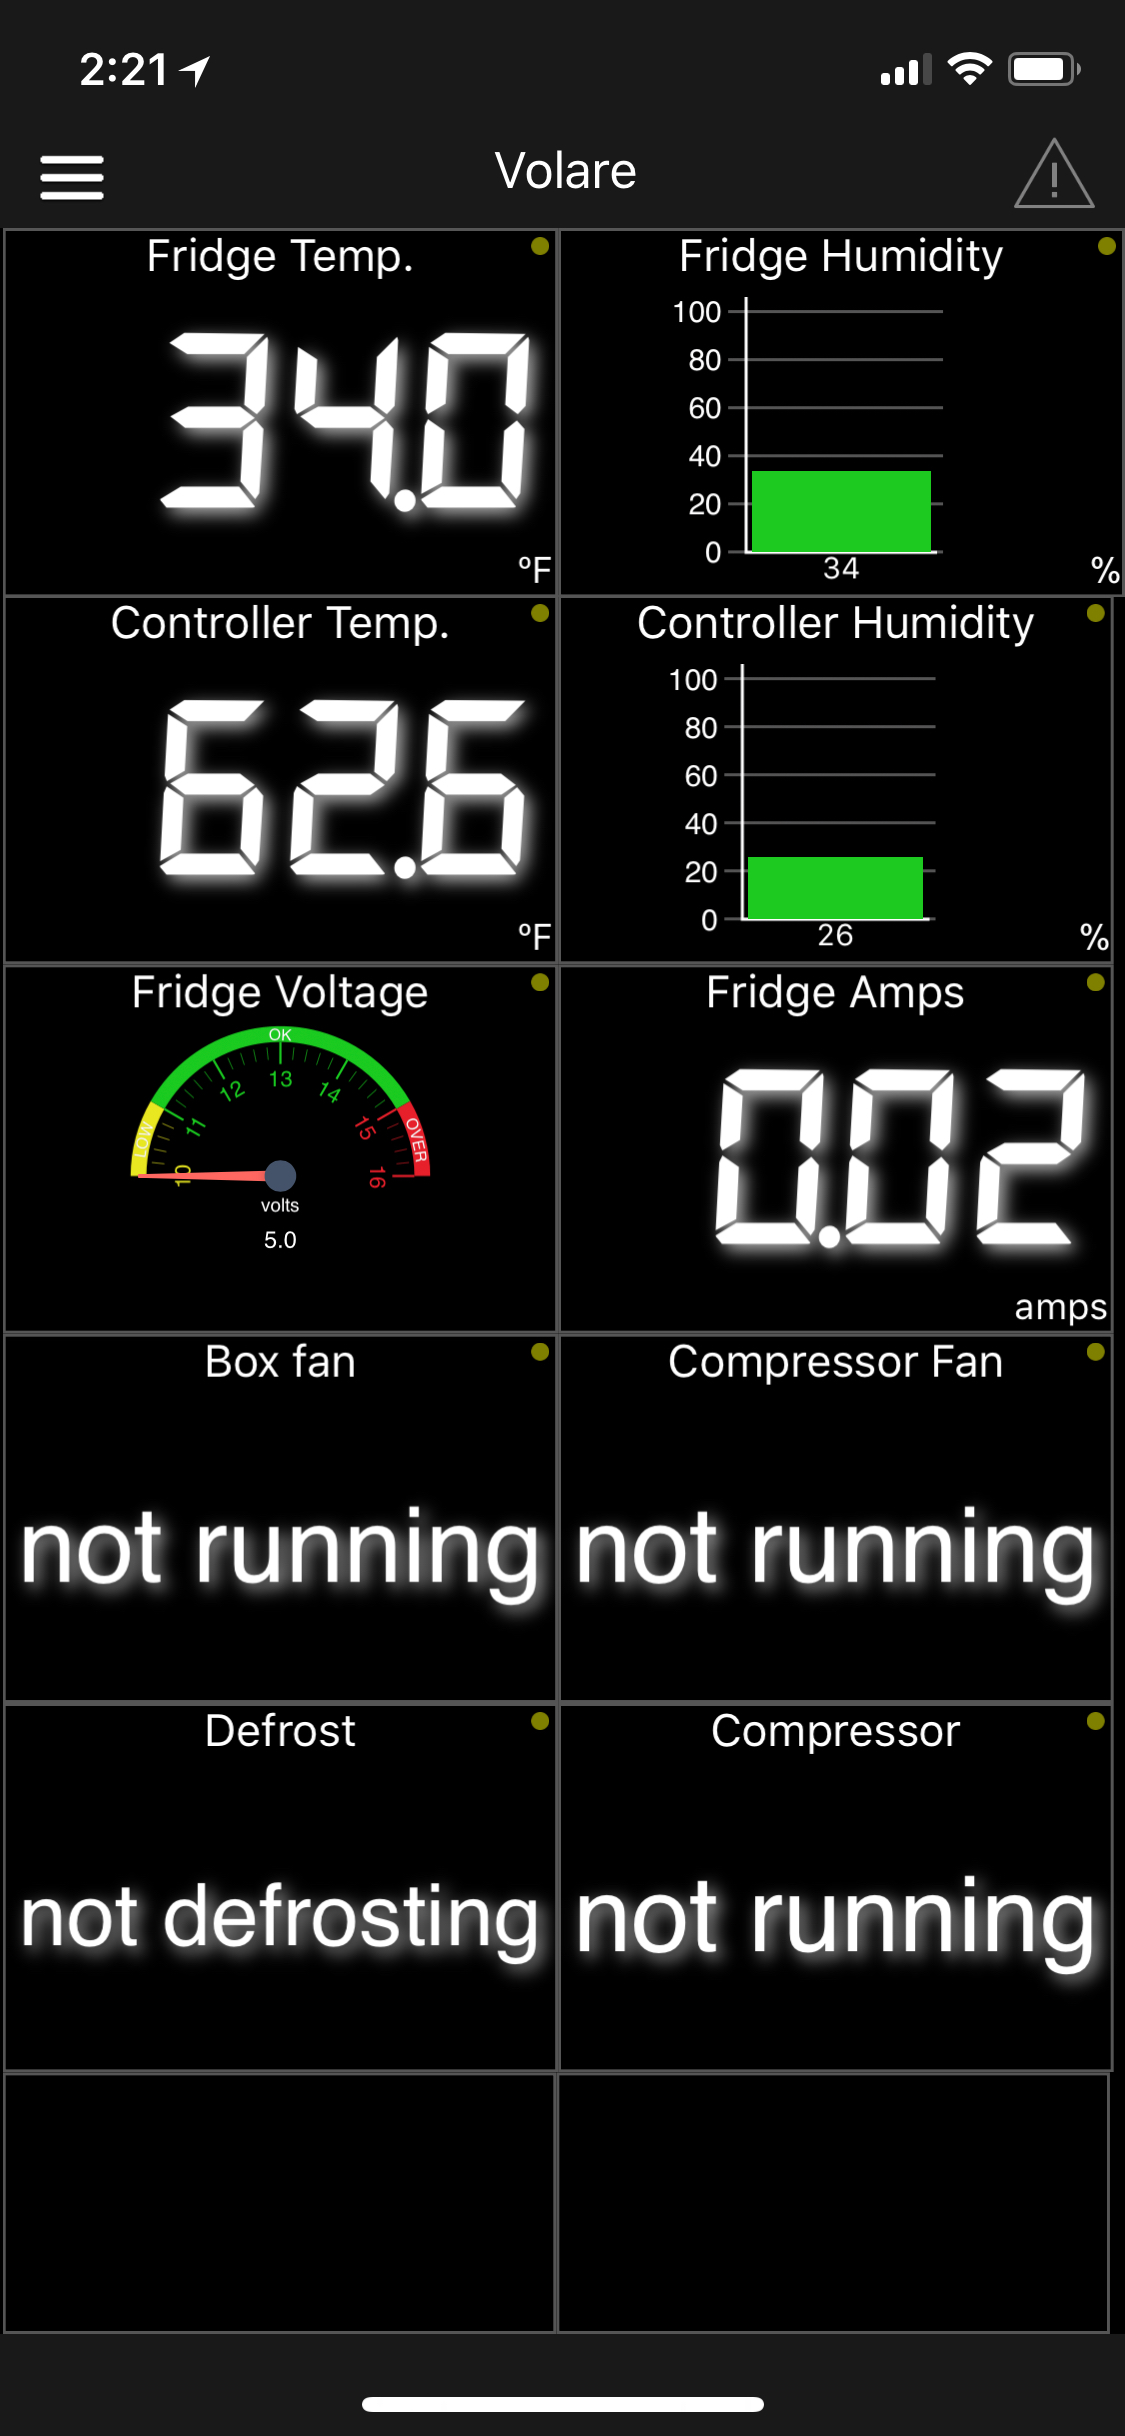 2:21
Volare
Fridge Temp.
34.0
°F
Fridge Humidity
100
80
60
40
20
0
34
%
Controller Temp.
62.6
°F
Controller Humidity
100
80
60
40
20
0
26
%
Fridge Voltage
LOW OK OVER
10 11 12 13 14 15 16
volts
5.0
Fridge Amps
0.02
amps
Box fan
not running
Compressor Fan
not running
Defrost
not defrosting
Compressor
not running